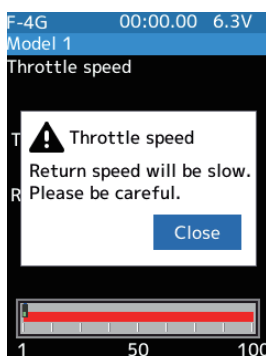 F-4G 00:00.00 6.3V
Model 1
Throttle speed
T
Throttle speed
Return speed will be slow.
R
Please be careful.
Close
1 50 100